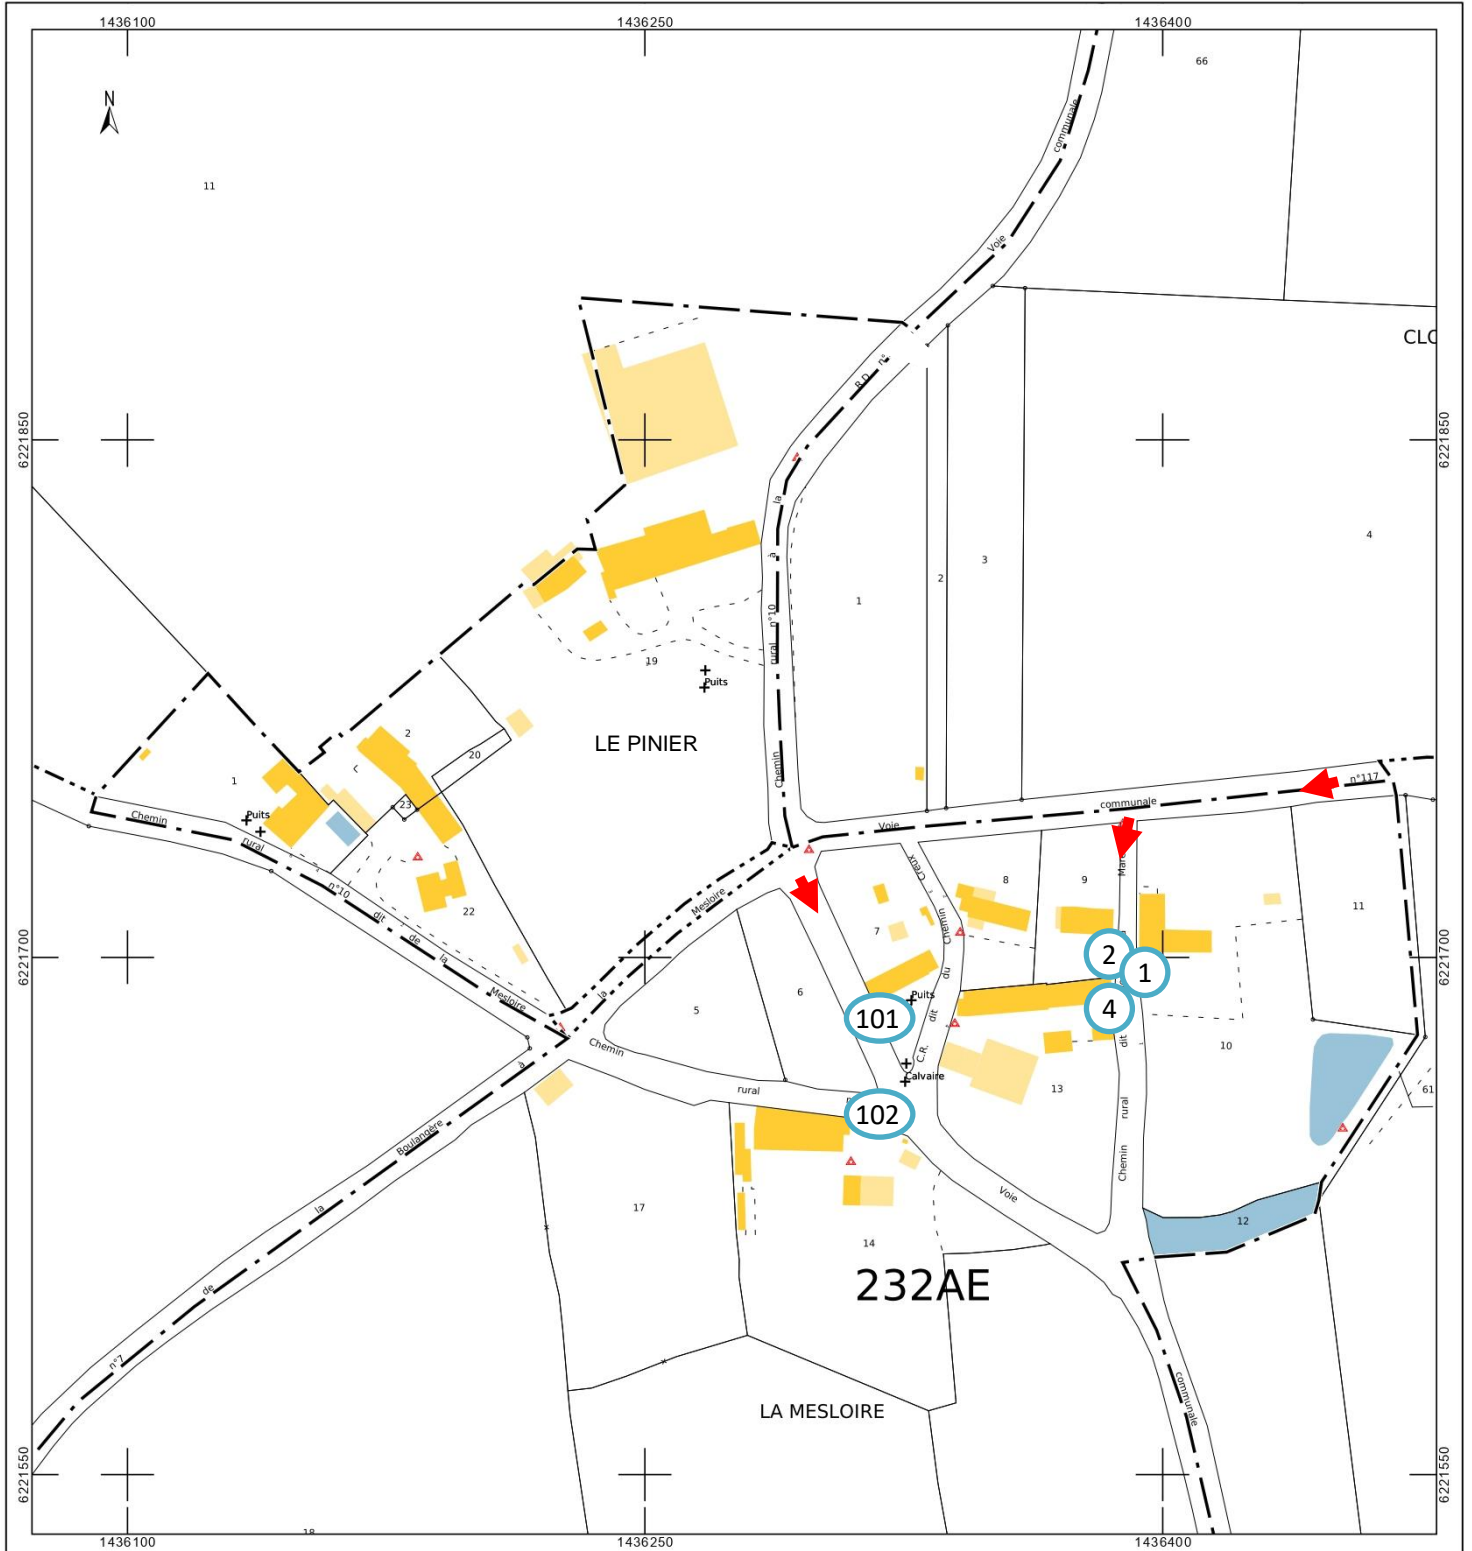 1436100
1436250
1436400
66
N
communale
11
Voie
CLC
R.D. n°
6221850
6221850
la
4
3
à
2
1
rural n°10
19
Puits
2
LE PINIER
20
1
Chemin
n°117
23
communale
Puits
Chemin
Voie
rural
Mare
Creux
8
9
n°10
22
Mesloire
11
dit
7
Chemin
de
6221700
2
6221700
la
1
6
Puits
Mesloire
la
du
5
101
4
dit
Chemin
C.R.
dit
10
à
Calvaire
rural
13
61
102
rural
Boulangère
Chemin
Voie
17
la
12
14
de
232AE
n°7
communale
LA MESLOIRE
6221550
6221550
18
1436100
1436250
1436400